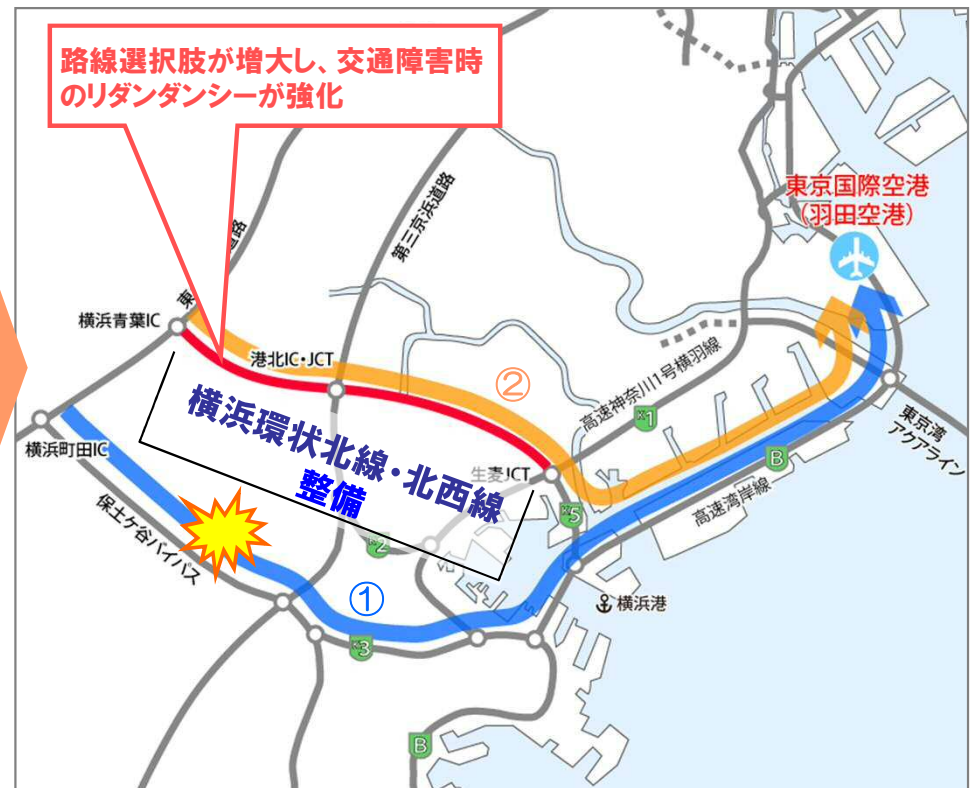 路線選択肢が増大し、交通障害時
のリダンダンシーが強化
東京国際空港
(羽田空港)
第三京浜道路
東
道路
横浜青葉IC
港北IC・JCT
②
高速神奈川1号横羽線
K1
横浜町田IC
横浜環状北線・北西線
整備
生麦JCT
東京湾
アクアライン
B
高速湾岸線
K5
保土ケ谷バイパス
K2
①
横浜港
K3
B